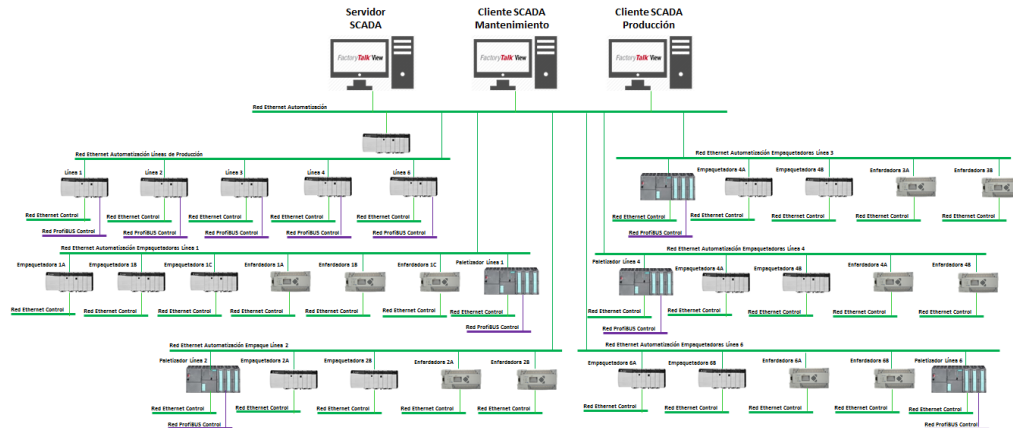 Servidor
SCADA
Cliente SCADA
Mantenimiento
Cliente SCADA
Producción
FactoryTalk View
FactoryTalk View
FactoryTalk View
Red Ethernet Automatización
Red Ethernet Automatización Líneas de Producción
Línea 1
Línea 2
Línea 3
Línea 4
Línea 6
Red Ethernet Control
Red Ethernet Control
Red Ethernet Control
Red Ethernet Control
Red Ethernet Control
Red ProfiBUS Control
Red ProfiBUS Control
Red ProfiBUS Control
Red ProfiBUS Control
Red ProfiBUS Control
Red Ethernet Automatización Empaquetadoras Línea 3
Empaquetadora 4A
Empaquetadora 4B
Enfardadora 3A
Enfardadora 3B
Red Ethernet Control
Red Ethernet Control
Red Ethernet Control
Red Ethernet Control
Red Ethernet Control
Red ProfiBUS Control
Red Ethernet Automatización Empaquetadoras Línea 1
Empaquetadora 1A
Empaquetadora 1B
Empaquetadora 1C
Enfardadora 1A
Enfardadora 1B
Enfardadora 1C
Paletizador Línea 1
Red Ethernet Control
Red Ethernet Control
Red Ethernet Control
Red Ethernet Control
Red Ethernet Control
Red Ethernet Control
Red Ethernet Control
Red ProfiBUS Control
Red Ethernet Automatización Empaquetadoras Línea 4
Paletizador Línea 4
Empaquetadora 4A
Empaquetadora 4B
Enfardadora 4A
Enfardadora 4B
Red Ethernet Control
Red Ethernet Control
Red Ethernet Control
Red Ethernet Control
Red Ethernet Control
Red ProfiBUS Control
Red Ethernet Automatización Empaque Línea 2
Paletizador Línea 2
Empaquetadora 2A
Empaquetadora 2B
Enfardadora 2A
Enfardadora 2B
Red Ethernet Control
Red Ethernet Control
Red Ethernet Control
Red Ethernet Control
Red Ethernet Control
Red ProfiBUS Control
Red Ethernet Automatización Empaquetadoras Línea 6
Empaquetadora 6A
Empaquetadora 6B
Enfardadora 6A
Enfardadora 6B
Paletizador Línea 6
Red Ethernet Control
Red Ethernet Control
Red Ethernet Control
Red Ethernet Control
Red Ethernet Control
Red ProfiBUS Control